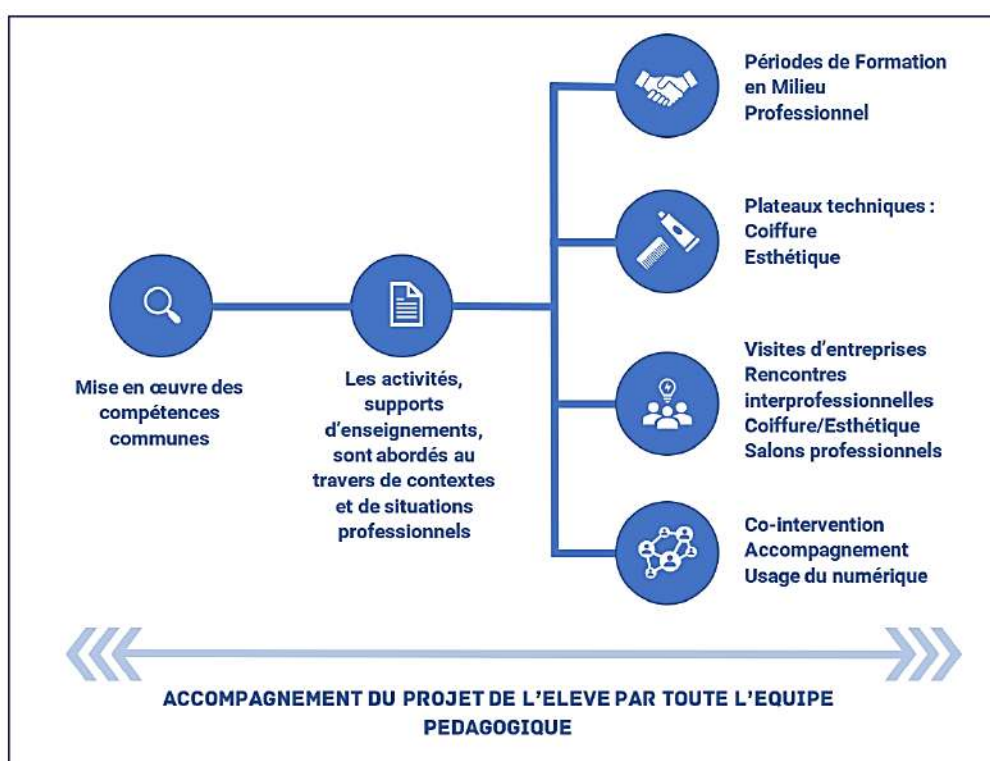 Périodes de Formation
en Milieu
Professionnel
Plateaux techniques :
Coiffure
Esthétique
Mise en œuvre des
compétences
communes
Les activités,
supports
d'enseignements,
sont abordés au
travers de contextes
et de situations
professionnels
Visites d'entreprises
Rencontres
interprofessionnelles
Coiffure/Esthétique
Salons professionnels
Co-intervention
Accompagnement
Usage du numérique
ACCOMPAGNEMENT DU PROJET DE L'ELEVE PAR TOUTE L'EQUIPE
PEDAGOGIQUE